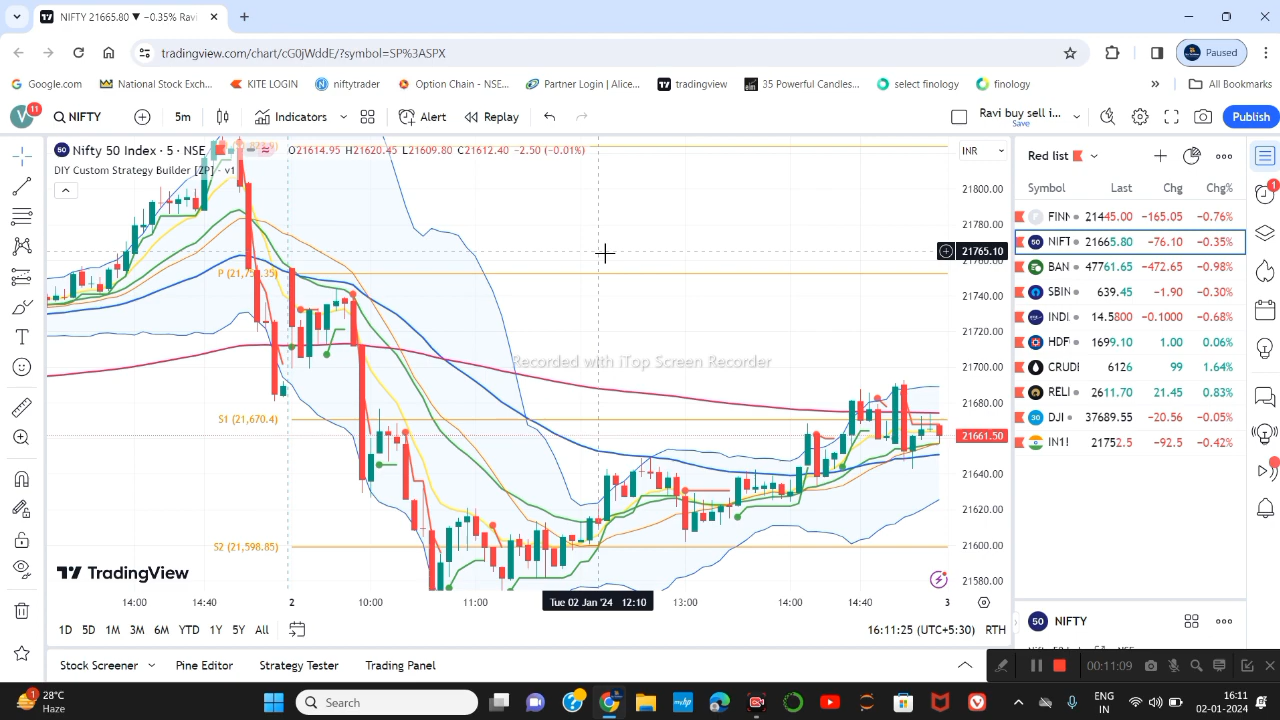 NIFTY 21665.80 ▼ −0.35% Ravi
tradingview.com/chart/cG0jWddE/?symbol=SP%3ASPX
Paused
Google.com
National Stock Exch...
KITE LOGIN
niftytrader
Option Chain - NSE...
Partner Login | Alice...
tradingview
35 Powerful Candles...
select finology
finology
»
All Bookmarks
V 11
NIFTY
5m
Indicators
Alert
Replay
Ravi buy sell i...
Save
Publish
50 Nifty 50 Index · 5 · NSE
O21614.95 H21620.45 L21609.80 C21612.40 −2.50 (−0.01%)
INR
DIY Custom Strategy Builder [ZP] - v1
21800.00
21780.00
21765.10
21740.00
21720.00
21700.00
21680.00
21661.50
21640.00
21620.00
21600.00
21580.00
S1 (21,670.4)
S2 (21,598.85)
Recorded with iTop Screen Recorder
TradingView
14:00
14:40
2
10:00
11:00
Tue 02 Jan '24 12:10
13:00
14:00
14:40
3
1D 5D 1M 3M 6M YTD 1Y 5Y All
16:11:25 (UTC+5:30) RTH
Stock Screener
Pine Editor
Strategy Tester
Trading Panel
Red list
Symbol Last Chg Chg%
FINN 21445.00 −165.05 −0.76%
50 NIFT 21665.80 −76.10 −0.35%
BAN 47761.65 −472.65 −0.98%
SBIN 639.45 −1.90 −0.30%
INDI 14.5800 −0.1000 −0.68%
HDF 1699.10 1.00 0.06%
CRUDE 6126 99 1.64%
RELI 2611.70 21.45 0.83%
30 DJI 37689.55 −20.56 −0.05%
IN1! 21752.5 −92.5 −0.42%
50 NIFTY
00:11:09
28°C
Haze
Search
ENG
IN
16:11
02-01-2024